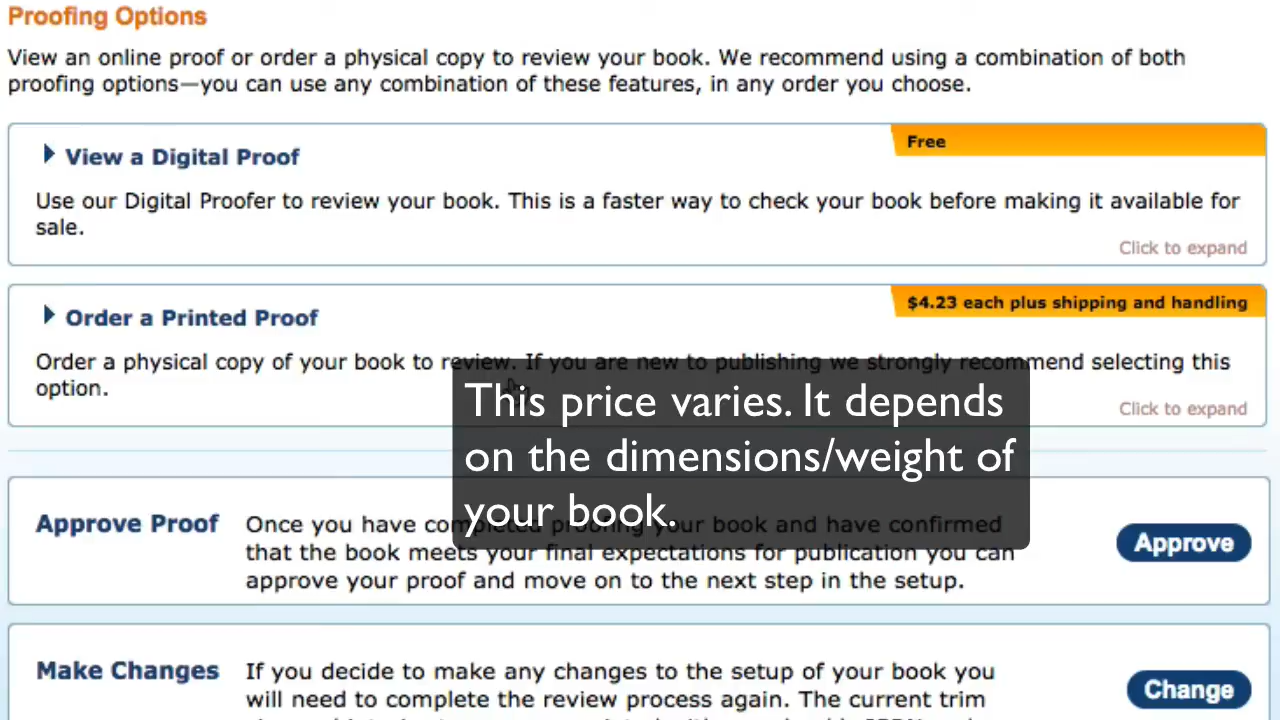 Proofing Options
View an online proof or order a physical copy to review your book. We recommend using a combination of both
proofing options—you can use any combination of these features, in any order you choose.
View a Digital Proof
Free
Use our Digital Proofer to review your book. This is a faster way to check your book before making it available for
sale.
Click to expand
Order a Printed Proof
$4.23 each plus shipping and handling
Order a physical copy of your book to review. If you are new to publishing we strongly recommend selecting this
option.
Click to expand
This price varies. It depends
on the dimensions/weight of
your book.
Approve Proof
Once you have completed proofing your book and have confirmed
that the book meets your final expectations for publication you can
approve your proof and move on to the next step in the setup.
Approve
Make Changes
If you decide to make any changes to the setup of your book you
will need to complete the review process again. The current trim
Change